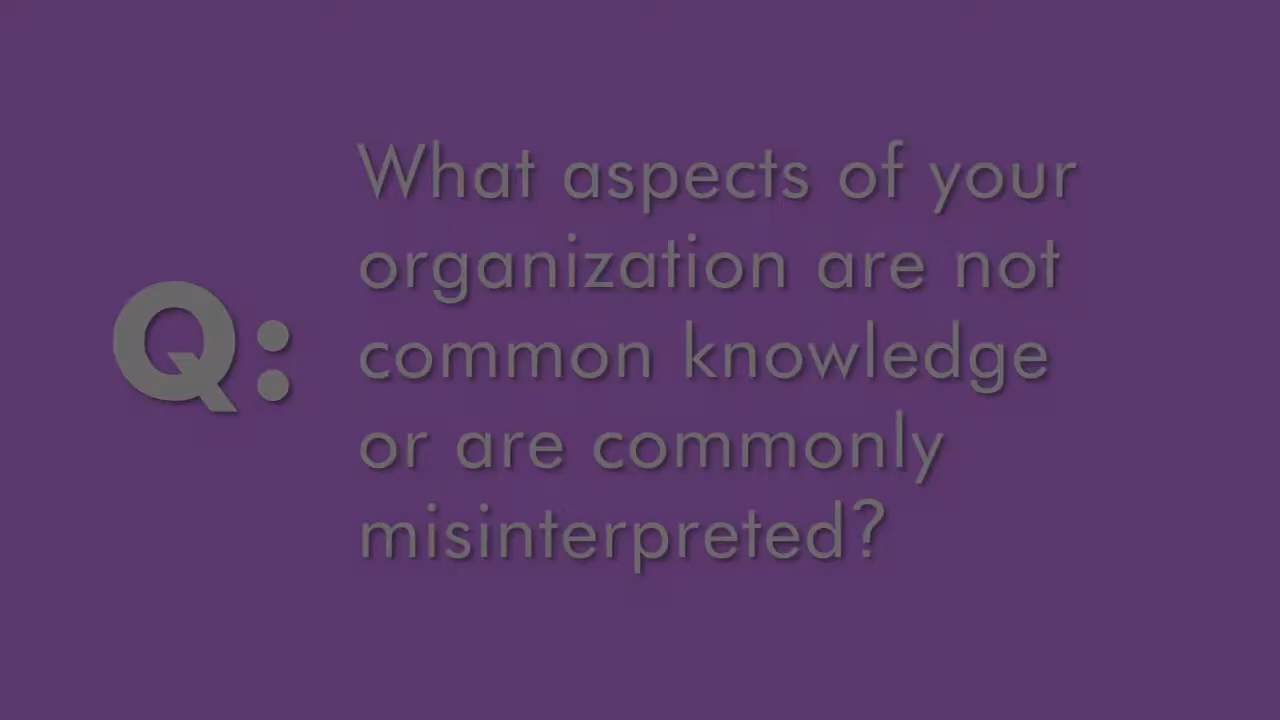 Q:
What aspects of your
organization are not
common knowledge
or are commonly
misinterpreted?